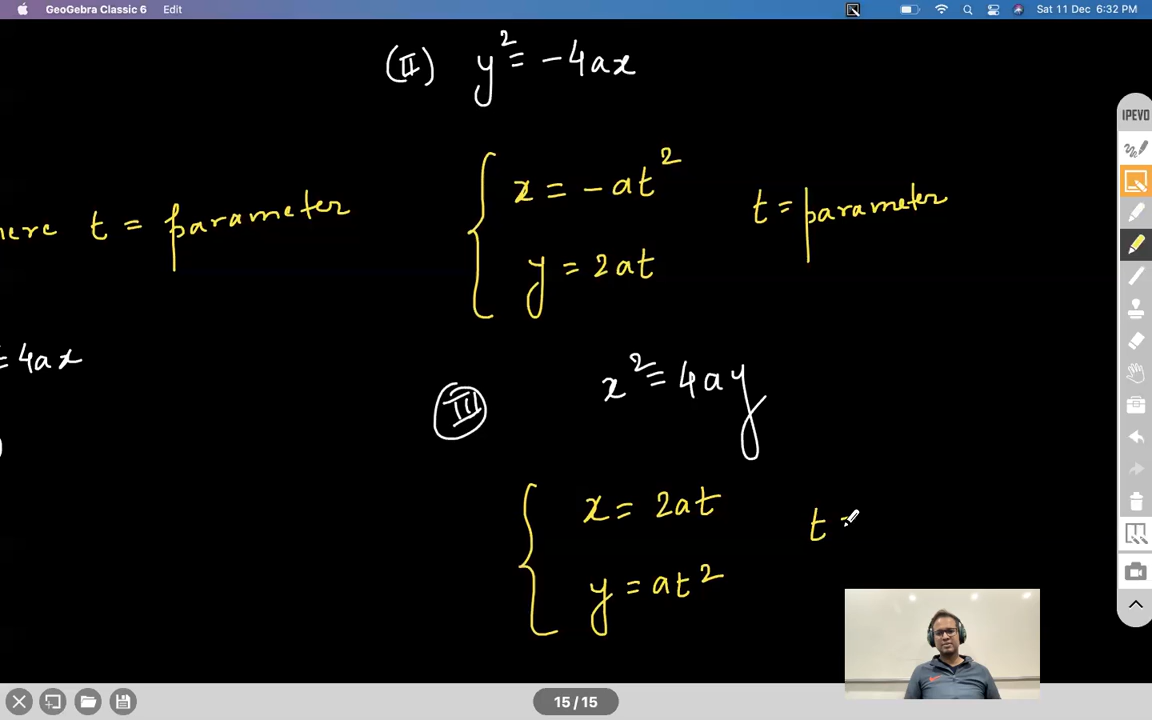 GeoGebra Classic 6 Edit Sat 11 Dec 6:32 PM
(II) y² = -4ax
IPEVO
x = -at²
here t = parameter
t = parameter
y = 2at
= 4ax
III x² = 4ay
x = 2at
t =
y = at²
15/15